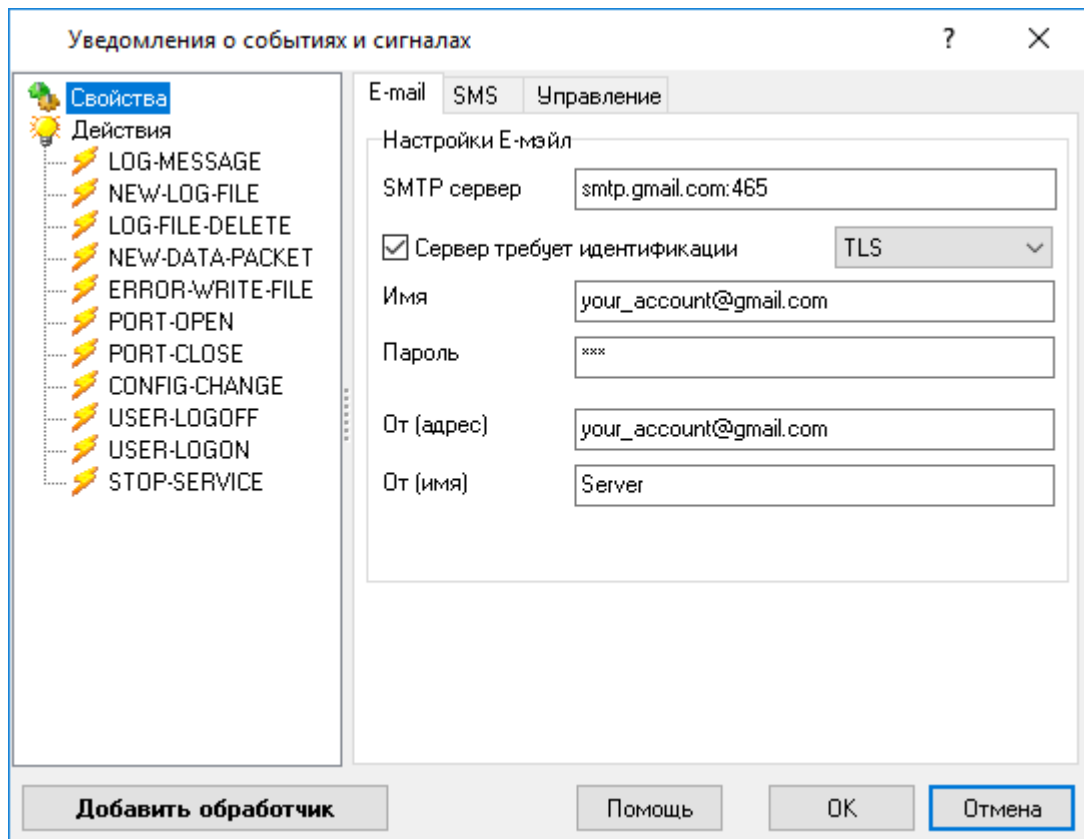 Уведомления о событиях и сигналах ?
Свойства
Действия
LOG-MESSAGE
NEW-LOG-FILE
LOG-FILE-DELETE
NEW-DATA-PACKET
ERROR-WRITE-FILE
PORT-OPEN
PORT-CLOSE
CONFIG-CHANGE
USER-LOGOFF
USER-LOGON
STOP-SERVICE
E-mail SMS Управление
Настройки Е-мэйл
SMTP сервер smtp.gmail.com:465
Сервер требует идентификации TLS
Имя your_account@gmail.com
Пароль ***
От (адрес) your_account@gmail.com
От (имя) Server
Добавить обработчик Помощь OK Отмена